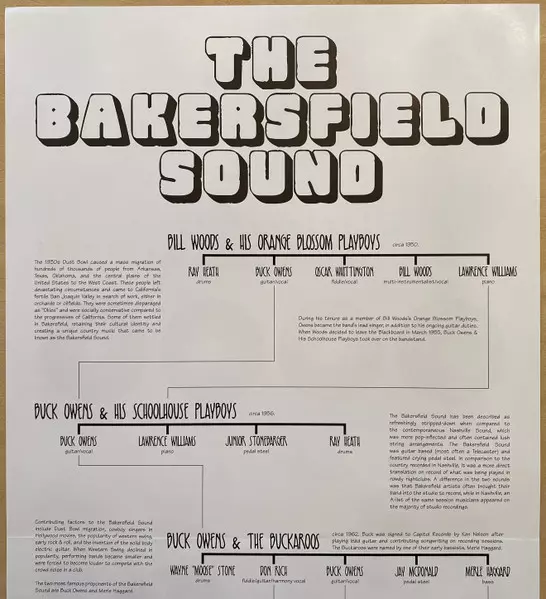 THE
BAKERSFIELD
SOUND
BILL WOODS & HIS ORANGE BLOSSOM PLAYBOYS circa 1950
RAY HEATH
drums
BUCK OWENS
guitar/vocal
OSCAR WHITTINGTON
fiddle/vocal
BILL WOODS
multi-instrumentalist/vocal
LAWRENCE WILLIAMS
piano
The 1930s Dust Bowl caused a mass migration of
hundreds of thousands of people from Arkansas,
Texas, Oklahoma, and the central plains of the
United States to the West Coast. These people left
devastating circumstances and came to California's
fertile San Joaquin Valley in search of work, either in
orchards or oilfields. They were sometimes disparaged
as "Okies" and were socially conservative compared to
the progressives of California. Some of them settled
in Bakersfield, retaining their cultural identity and
creating a unique country music that came to be
known as the Bakersfield Sound.
During his tenure as a member of Bill Woods's Orange Blossom Playboys,
Owens became the band's lead singer, in addition to his ongoing guitar duties.
When Woods decided to leave the Blackboard in March 1955, Buck Owens &
His Schoolhouse Playboys took over on the bandstand.
BUCK OWENS & HIS SCHOOLHOUSE PLAYBOYS circa 1956
BUCK OWENS
guitar/vocal
LAWRENCE WILLIAMS
piano
JUNIOR STONEBARGER
pedal steel
RAY HEATH
drums
The Bakersfield Sound has been described as
refreshingly stripped-down when compared to
the contemporaneous Nashville Sound, which
was more pop-inflected and often contained lush
string arrangements. The Bakersfield Sound
was guitar based (most often a Telecaster) and
featured crying pedal steel. In comparison to the
country recorded in Nashville, it was a more direct
translation on record of what was being played in
rowdy nightclubs. A difference in the two sounds
was that Bakersfield artists often brought their
band into the studio to record, while in Nashville, an
A-list of the same session musicians appeared on
the majority of studio recordings.
Contributing factors to the Bakersfield Sound
include Dust Bowl migration, cowboy singers in
Hollywood movies, the popularity of western swing,
early rock & roll, and the invention of the solid body
electric guitar. When Western Swing declined in
popularity, performing bands became smaller and
were forced to become louder to compete with the
crowd noise in a club.
The two most famous proponents of the Bakersfield
Sound are Buck Owens and Merle Haggard.
BUCK OWENS & THE BUCKAROOS
circa 1962. Buck was signed to Capitol Records by Ken Nelson after
playing lead guitar and contributing songwriting on recording sessions.
The Buckaroos were named by one of their early bassists, Merle Haggard.
WAYNE "MOOSE" STONE
drums
DON RICH
fiddle/guitar/harmony vocal
BUCK OWENS
guitar/vocal
JAY MCDONALD
pedal steel
MERLE HAGGARD
bass